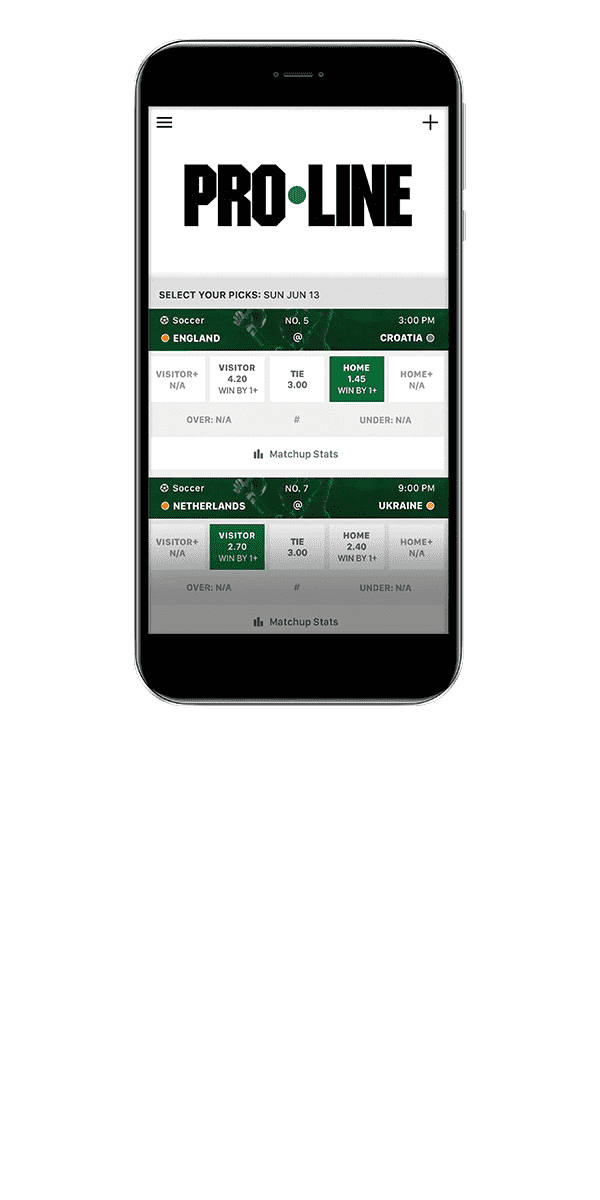 PRO•LINE
SELECT YOUR PICKS: SUN JUN 13
Soccer NO. 5 3:00 PM
ENGLAND @ CROATIA
VISITOR+ N/A
VISITOR 4.20 WIN BY 1+
TIE 3.00
HOME 1.45 WIN BY 1+
HOME+ N/A
OVER: N/A # UNDER: N/A
Matchup Stats
Soccer NO. 7 9:00 PM
NETHERLANDS @ UKRAINE
VISITOR+ N/A
VISITOR 2.70 WIN BY 1+
TIE 3.00
HOME 2.40 WIN BY 1+
HOME+ N/A
OVER: N/A # UNDER: N/A
Matchup Stats